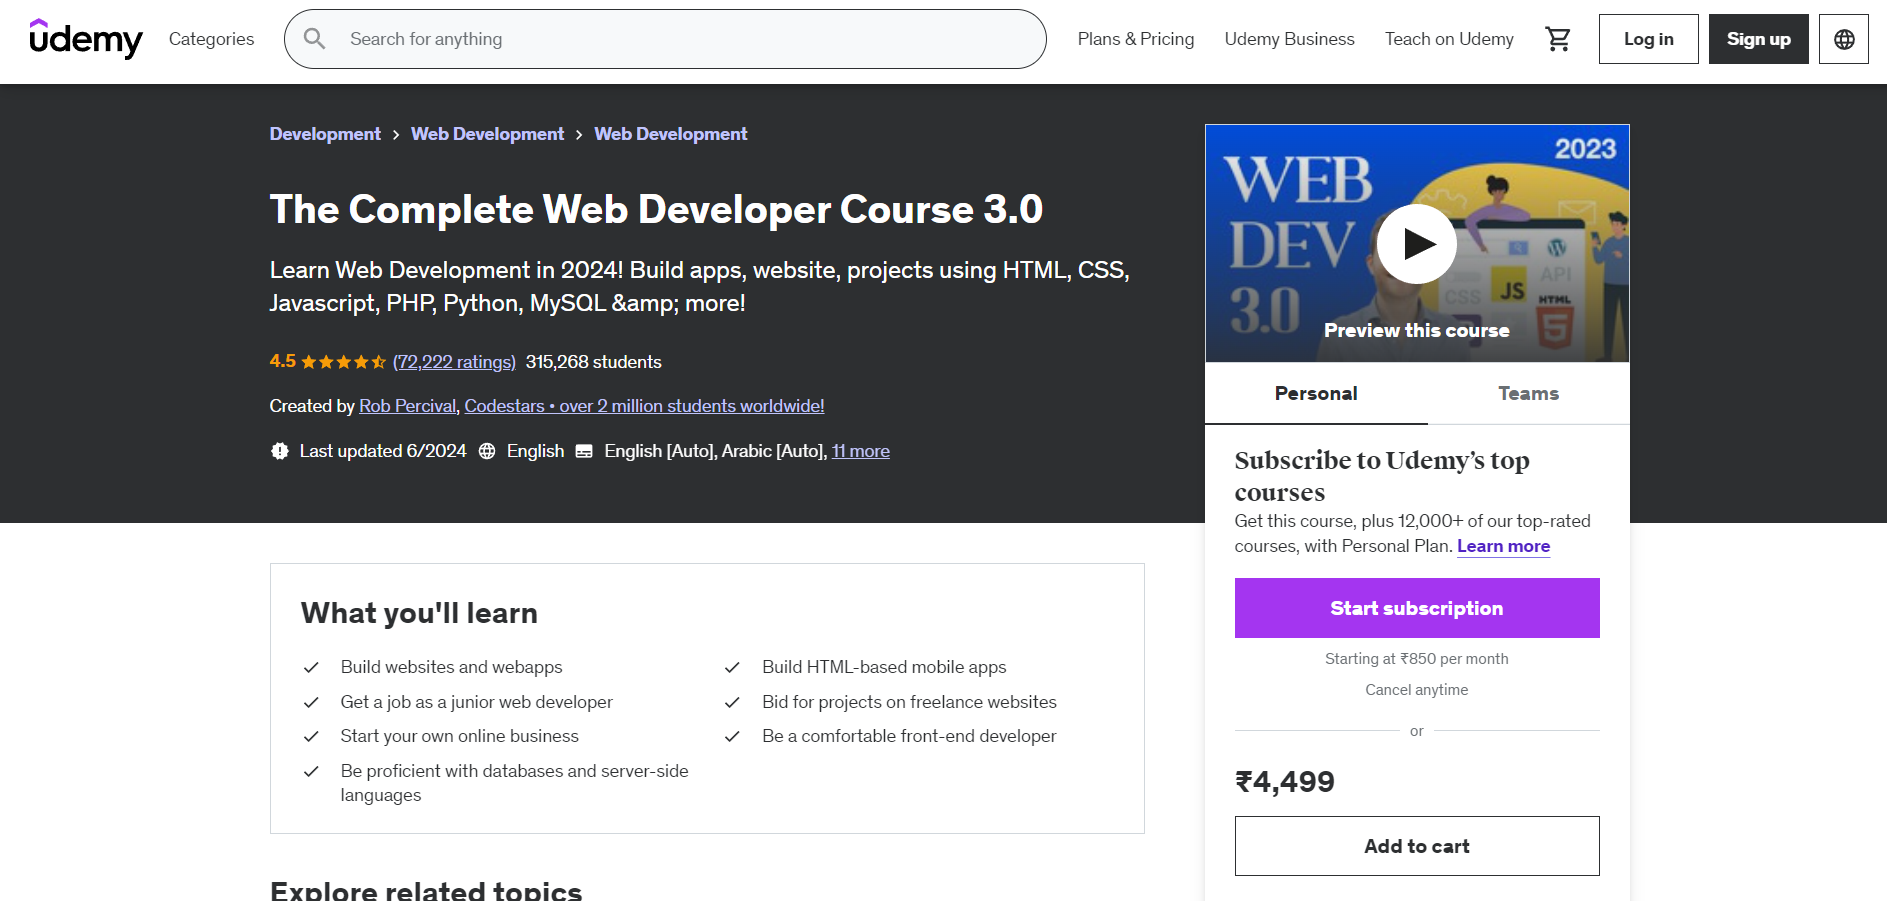 udemy
Categories
Search for anything
Plans & Pricing
Udemy Business
Teach on Udemy
Log in
Sign up
Development > Web Development > Web Development
The Complete Web Developer Course 3.0
Learn Web Development in 2024! Build apps, website, projects using HTML, CSS,
Javascript, PHP, Python, MySQL &amp; more!
4.5 (72,222 ratings) 315,268 students
Created by Rob Percival, Codestars • over 2 million students worldwide!
Last updated 6/2024 English English [Auto], Arabic [Auto], 11 more
2023
WEB
DEV
3.0
API
CSS
JS
HTML
5
Preview this course
Personal
Teams
Subscribe to Udemy's top
courses
Get this course, plus 12,000+ of our top-rated
courses, with Personal Plan. Learn more
Start subscription
Starting at ₹850 per month
Cancel anytime
or
₹4,499
Add to cart
What you'll learn
Build websites and webapps
Get a job as a junior web developer
Start your own online business
Be proficient with databases and server-side
languages
Build HTML-based mobile apps
Bid for projects on freelance websites
Be a comfortable front-end developer
Explore related topics